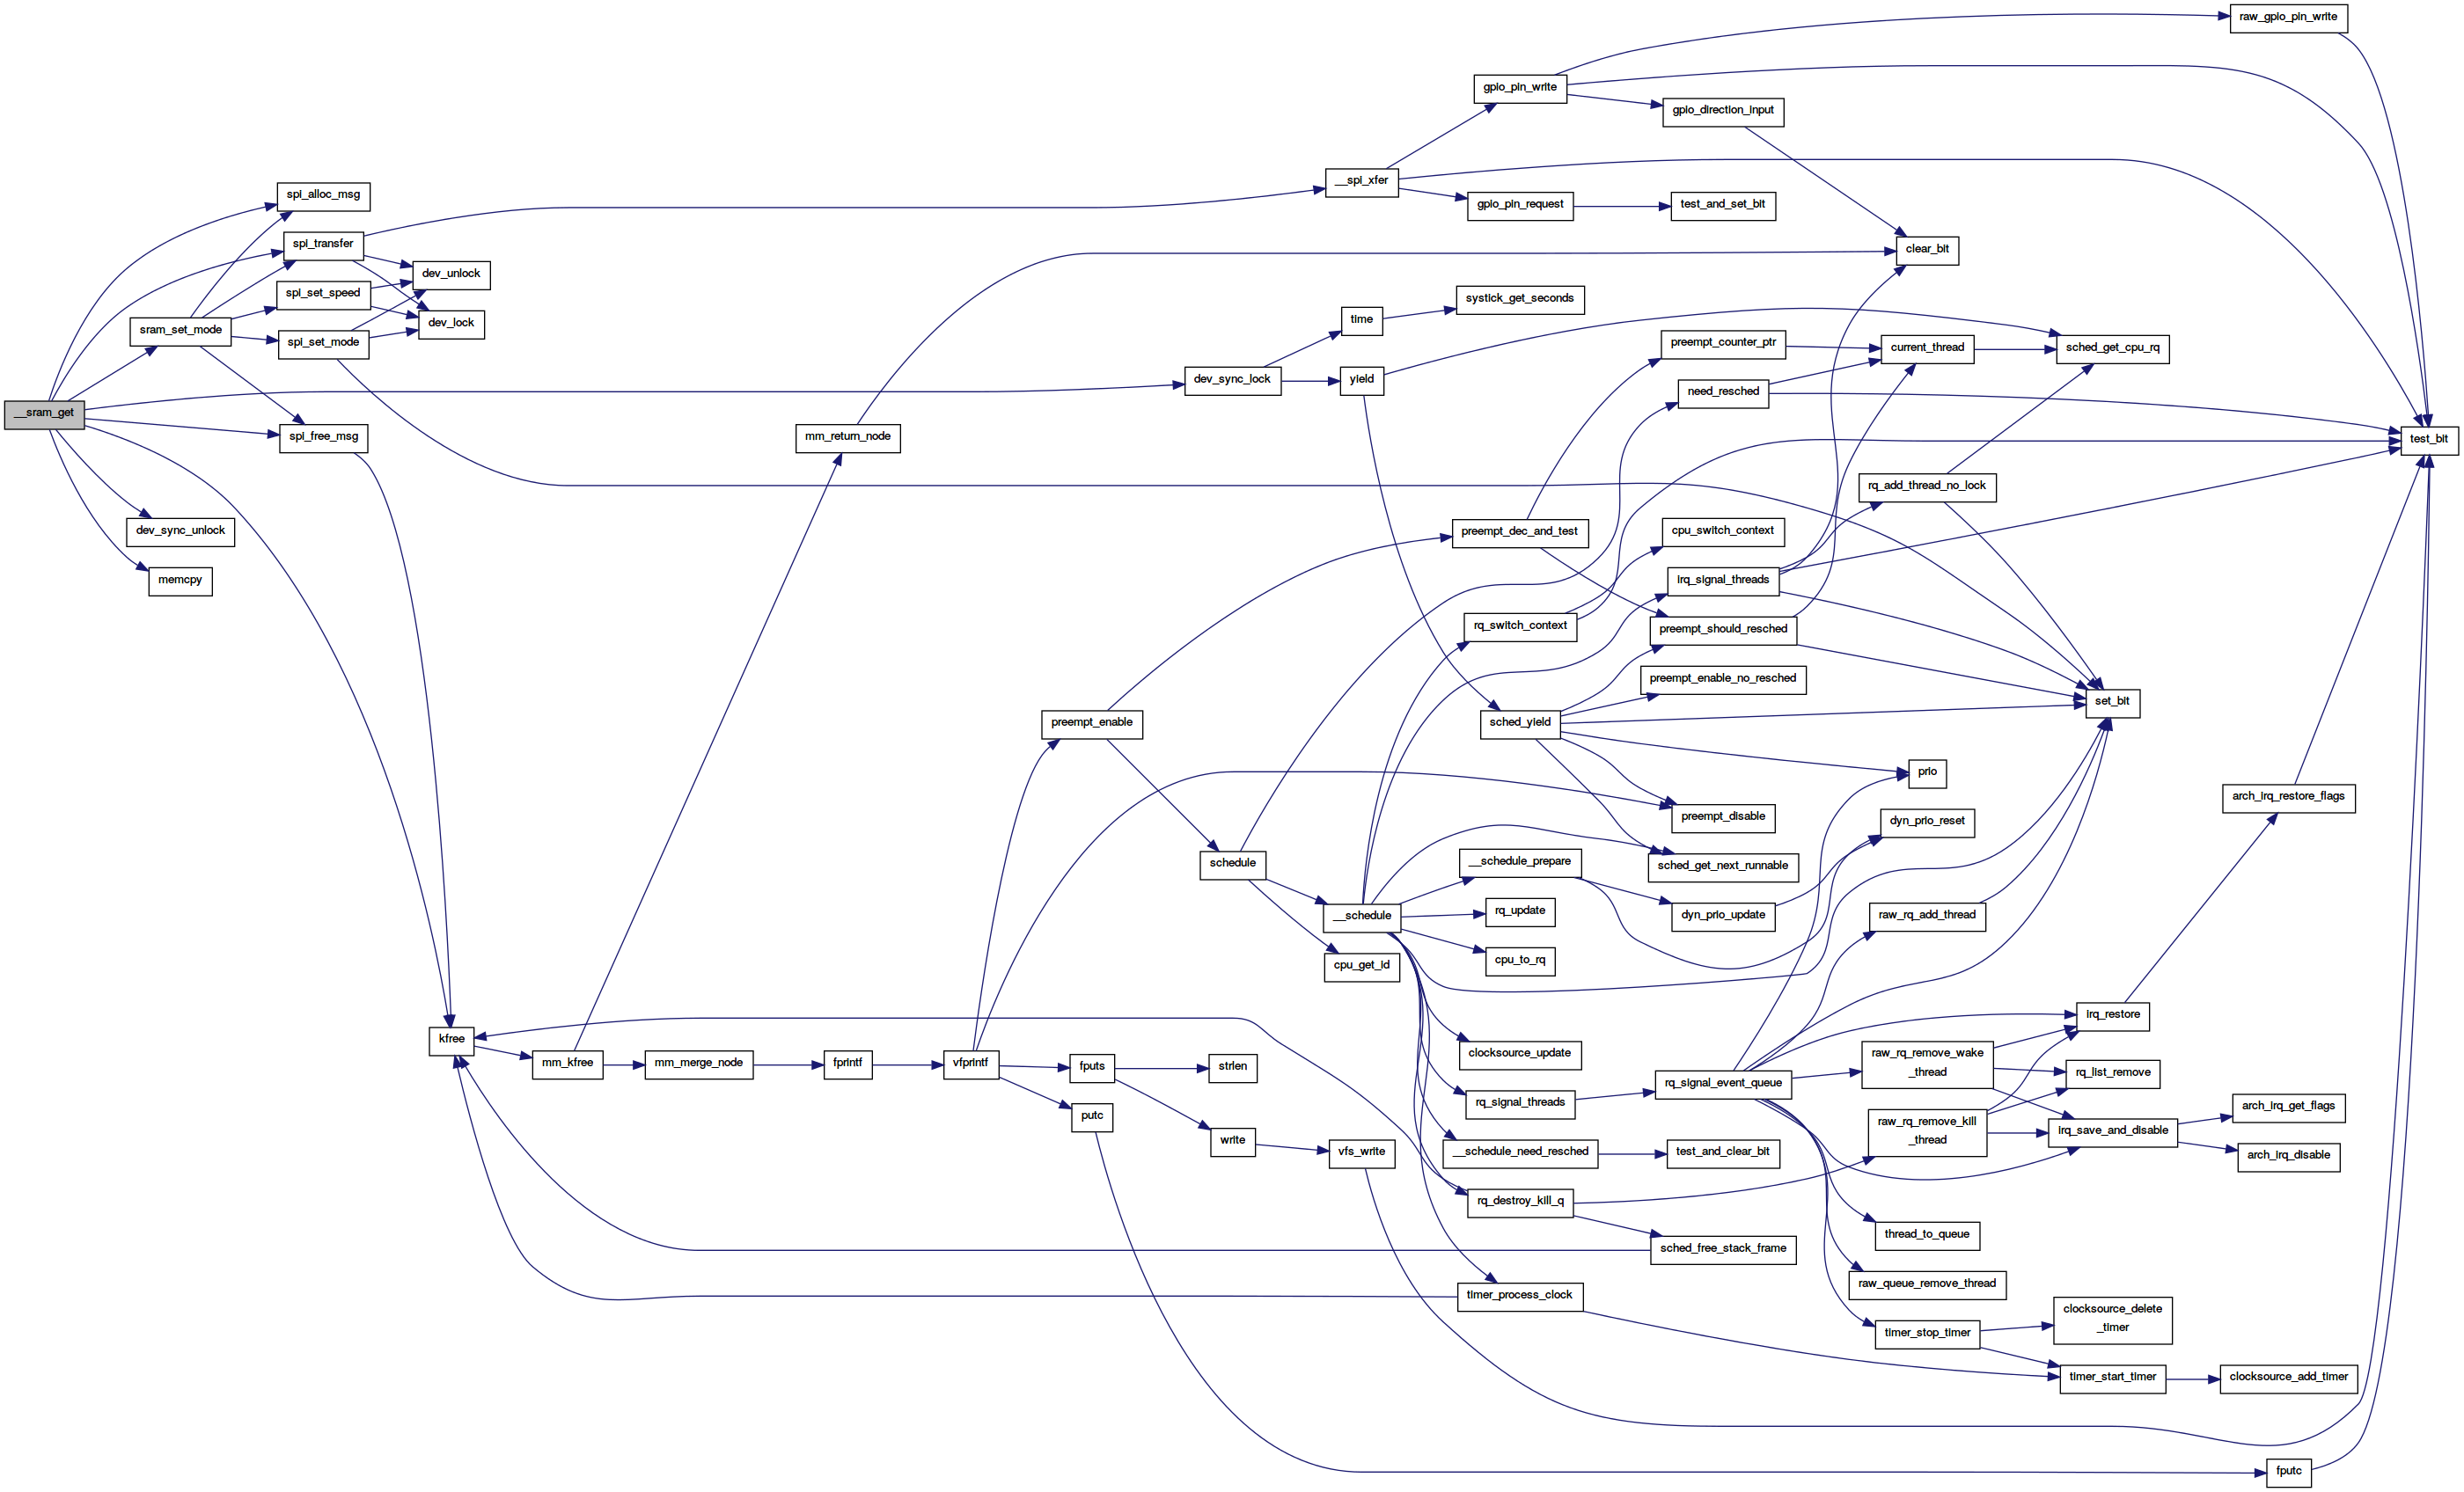 __sram_get
spi_alloc_msg
spi_transfer
spi_set_speed
sram_set_mode
spi_set_mode
spi_free_msg
dev_unlock
dev_lock
dev_sync_unlock
memcpy
kfree
mm_kfree
mm_merge_node
mm_return_node
fprintf
vfprintf
preempt_enable
fputs
putc
strlen
write
vfs_write
dev_sync_lock
time
systick_get_seconds
yield
__spi_xfer
gpio_pin_write
gpio_pin_request
gpio_direction_input
test_and_set_bit
raw_gpio_pin_write
clear_bit
preempt_counter_ptr
current_thread
sched_get_cpu_rq
need_resched
test_bit
rq_add_thread_no_lock
preempt_dec_and_test
cpu_switch_context
irq_signal_threads
rq_switch_context
preempt_should_resched
preempt_enable_no_resched
set_bit
sched_yield
prio
preempt_disable
dyn_prio_reset
arch_irq_restore_flags
schedule
sched_get_next_runnable
__schedule_prepare
__schedule
rq_update
dyn_prio_update
raw_rq_add_thread
cpu_get_id
cpu_to_rq
irq_restore
clocksource_update
raw_rq_remove_wake
_thread
rq_list_remove
rq_signal_event_queue
rq_signal_threads
raw_rq_remove_kill
_thread
irq_save_and_disable
arch_irq_get_flags
arch_irq_disable
__schedule_need_resched
test_and_clear_bit
rq_destroy_kill_q
thread_to_queue
sched_free_stack_frame
raw_queue_remove_thread
timer_process_clock
clocksource_delete
_timer
timer_stop_timer
timer_start_timer
clocksource_add_timer
fputc